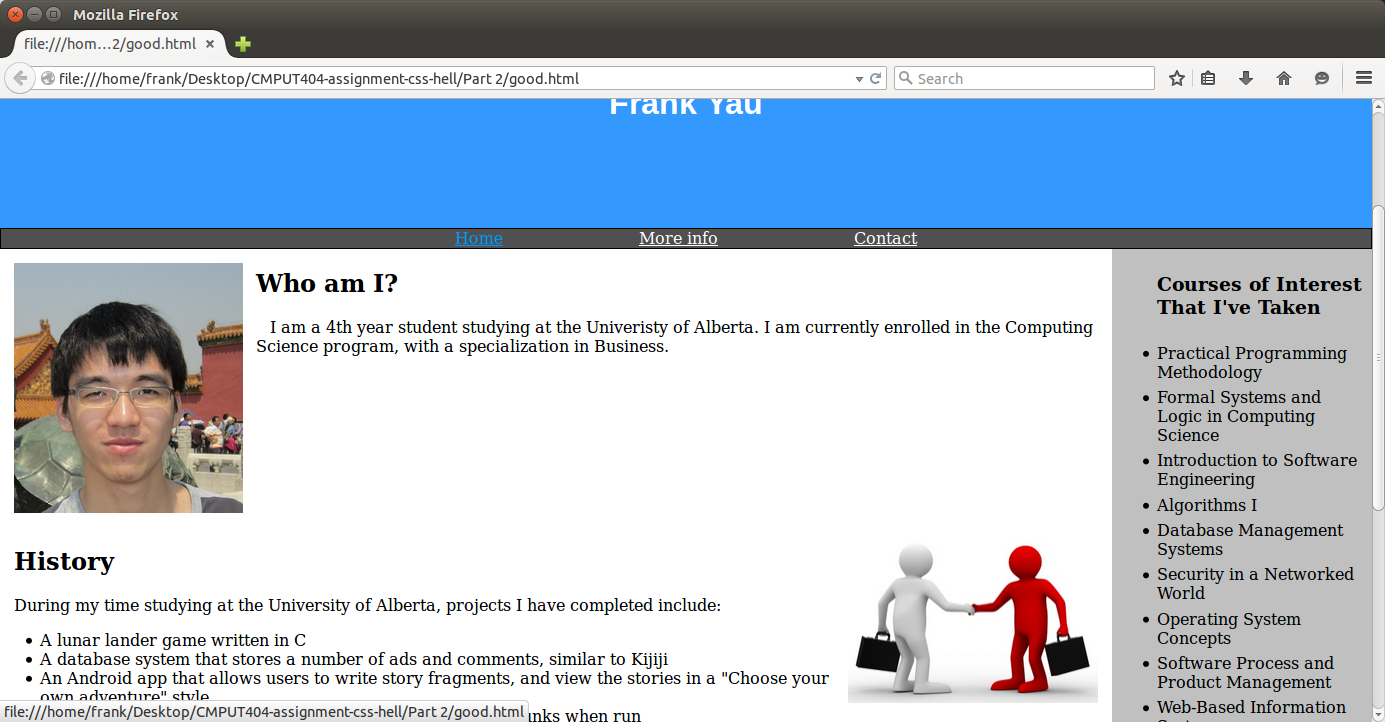 Mozilla Firefox
file:///hom...2/good.html
file:///home/frank/Desktop/CMPUT404-assignment-css-hell/Part 2/good.html
Search
Frank Yau
Home
More info
Contact
Who am I?
I am a 4th year student studying at the Univeristy of Alberta. I am currently enrolled in the Computing
Science program, with a specialization in Business.
History
During my time studying at the University of Alberta, projects I have completed include:
A lunar lander game written in C
A database system that stores a number of ads and comments, similar to Kijiji
An Android app that allows users to write story fragments, and view the stories in a "Choose your
own adventure" style
unks when run
Courses of Interest
That I've Taken
Practical Programming
Methodology
Formal Systems and
Logic in Computing
Science
Introduction to Software
Engineering
Algorithms I
Database Management
Systems
Security in a Networked
World
Operating System
Concepts
Software Process and
Product Management
Web-Based Information
file:///home/frank/Desktop/CMPUT404-assignment-css-hell/Part 2/good.html